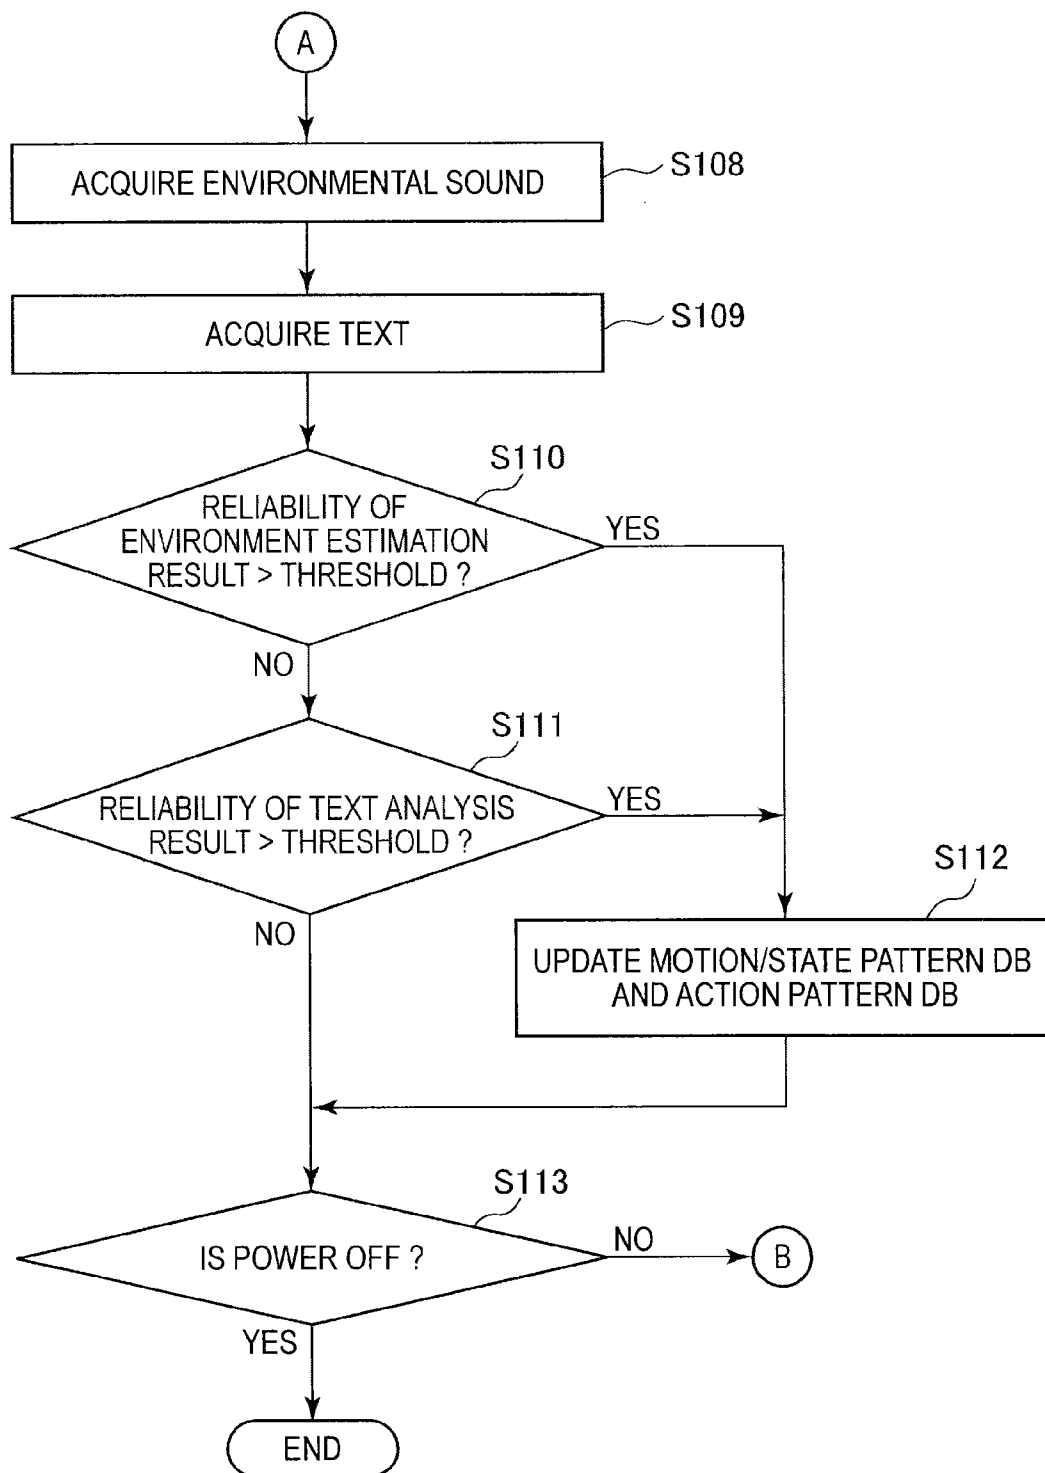 A
ACQUIRE ENVIRONMENTAL SOUND
S108
ACQUIRE TEXT
S109
S110
RELIABILITY OF
ENVIRONMENT ESTIMATION
RESULT > THRESHOLD ?
YES
NO
S111
RELIABILITY OF TEXT ANALYSIS
RESULT > THRESHOLD ?
YES
NO
S112
UPDATE MOTION/STATE PATTERN DB
AND ACTION PATTERN DB
S113
IS POWER OFF ?
NO
B
YES
END